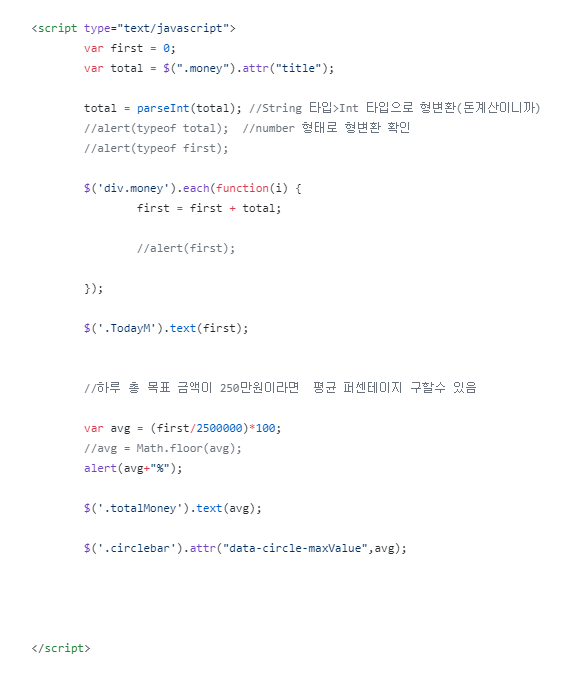 <script type="text/javascript">
var first = 0;
var total = $(".money").attr("title");
total = parseInt(total); //String 타입>Int 타입으로 형변환(돈계산이니까)
//alert(typeof total);  //number 형태로 형변환 확인
//alert(typeof first);
$('div.money').each(function(i) {
first = first + total;
//alert(first);
});
$('.TodayM').text(first);
//하루 총 목표 금액이 250만원이라면  평균 퍼센테이지 구할수 있음
var avg = (first/2500000)*100;
//avg = Math.floor(avg);
alert(avg+"%");
$('.totalMoney').text(avg);
$('.circlebar').attr("data-circle-maxValue",avg);
</script>